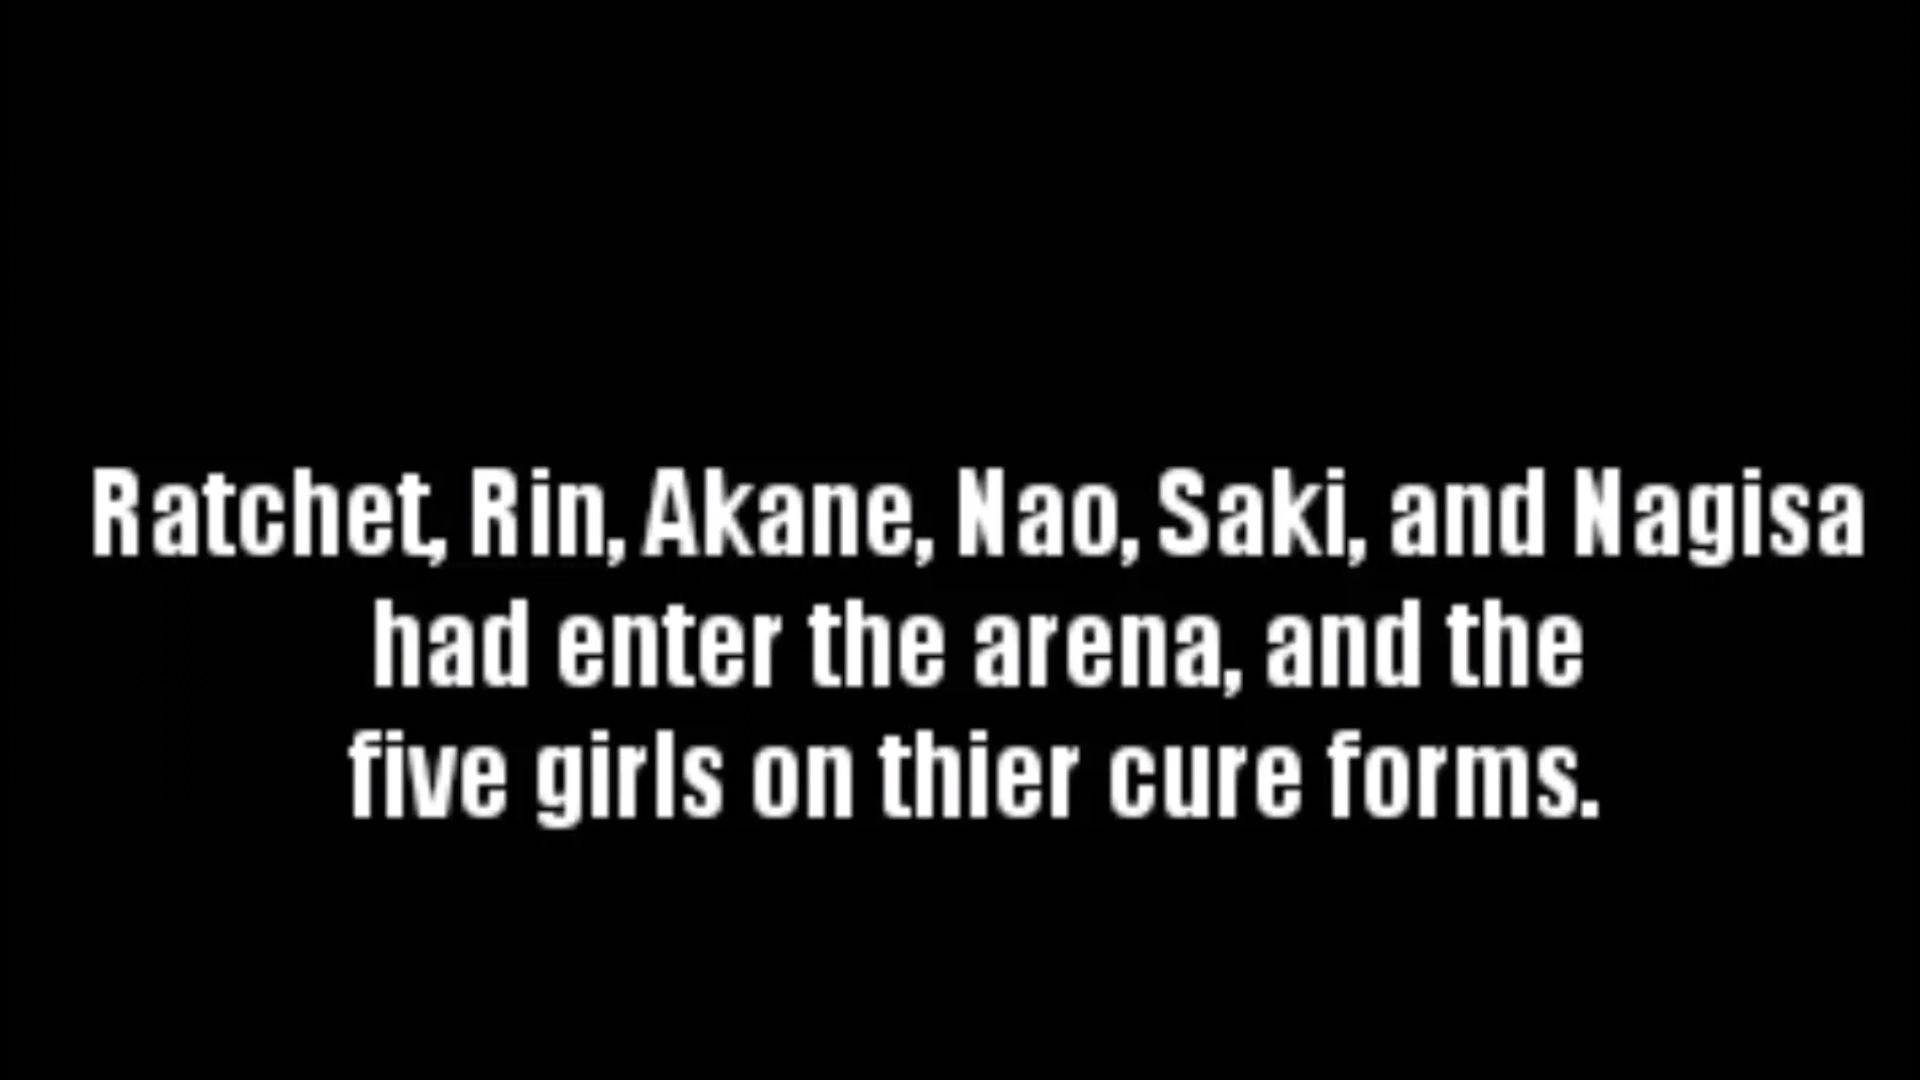 Ratchet, Rin, Akane, Nao, Saki, and Nagisa
had enter the arena, and the
five girls on thier cure forms.